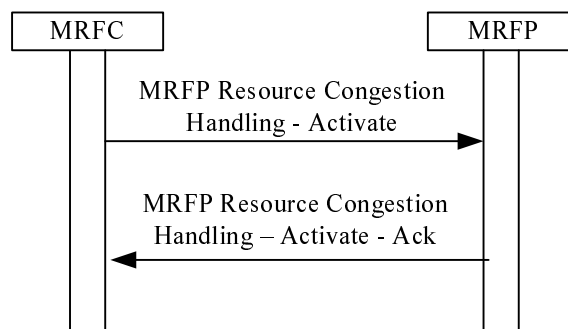 MRFC
MRFP
MRFP Resource Congestion
Handling - Activate
MRFP Resource Congestion
Handling – Activate - Ack